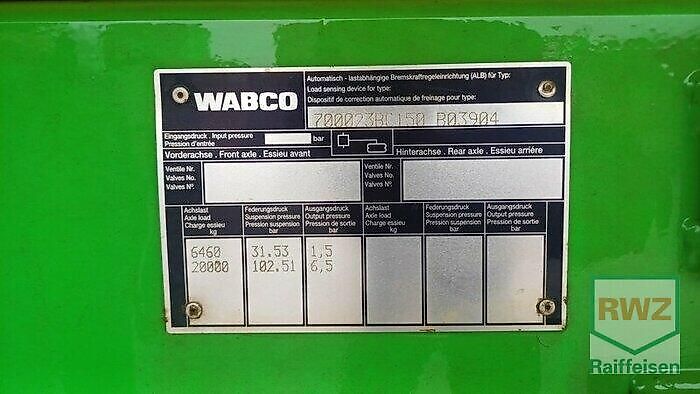 WABCO
Automatisch - lastabhängige Bremskraftregeleinrichtung (ALB) für Typ:
Load sensing device for type:
Dispositif de correction automatique de freinage pour type:
700023BC150 B03904
Eingangsdruck . Input pressure
Pression d'entrée
bar
Vorderachse . Front axle . Essieu avant
Hinterachse . Rear axle . Essieu arrière
Ventile Nr.
Valves No.
Valves Nº.
Ventile Nr.
Valves No.
Valves Nº.
Achslast Federungsdruck Ausgangsdruck Achslast Federungsdruck Ausgangsdruck
Axle load Suspension pressure Output pressure Axle load Suspension pressure Output pressure
Charge essieu Pression suspension Pression de sortie Charge essieu Pression suspension Pression de sortie
kg bar bar kg bar bar
6460 31.53 1,5
20000 102.51 6,5
RWZ
Raiffeisen